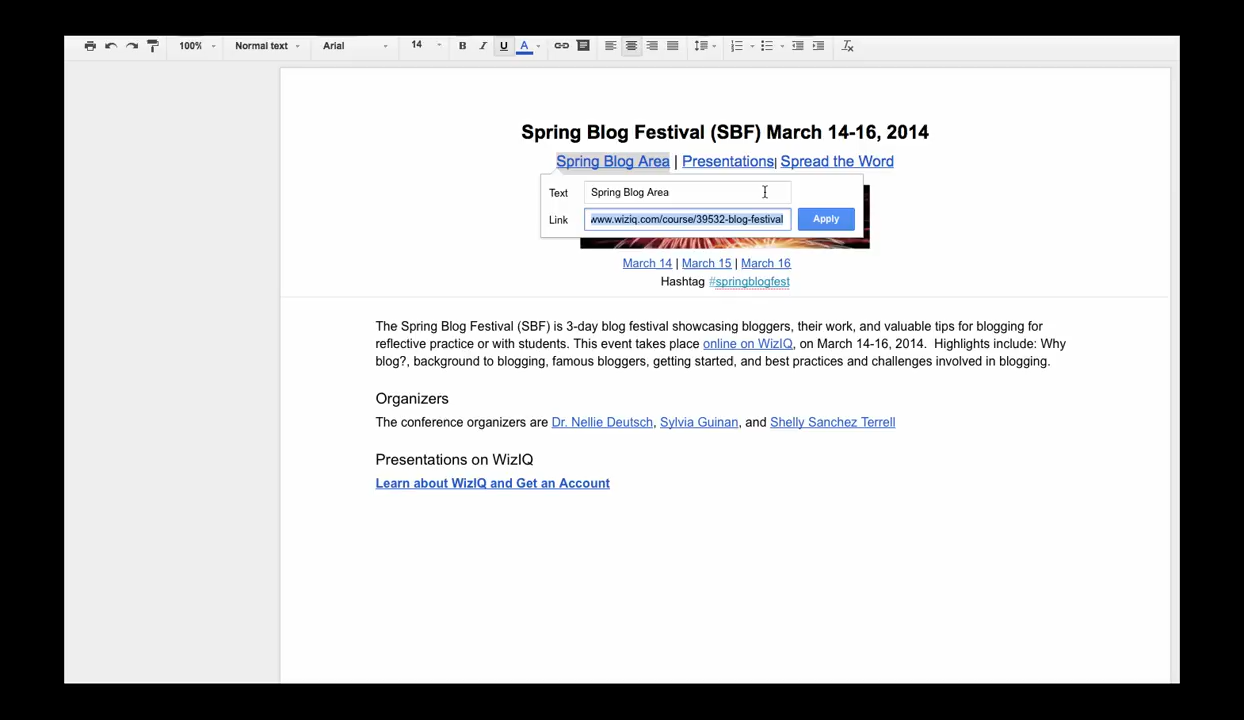 100% Normal text Arial 14 B I U A
Spring Blog Festival (SBF) March 14-16, 2014
Spring Blog Area | Presentations| Spread the Word
Text Spring Blog Area
Link www.wiziq.com/course/39532-blog-festival Apply
March 14 | March 15 | March 16
Hashtag #springblogfest
The Spring Blog Festival (SBF) is 3-day blog festival showcasing bloggers, their work, and valuable tips for blogging for
reflective practice or with students. This event takes place online on WizIQ, on March 14-16, 2014. Highlights include: Why
blog?, background to blogging, famous bloggers, getting started, and best practices and challenges involved in blogging.
Organizers
The conference organizers are Dr. Nellie Deutsch, Sylvia Guinan, and Shelly Sanchez Terrell
Presentations on WizIQ
Learn about WizIQ and Get an Account